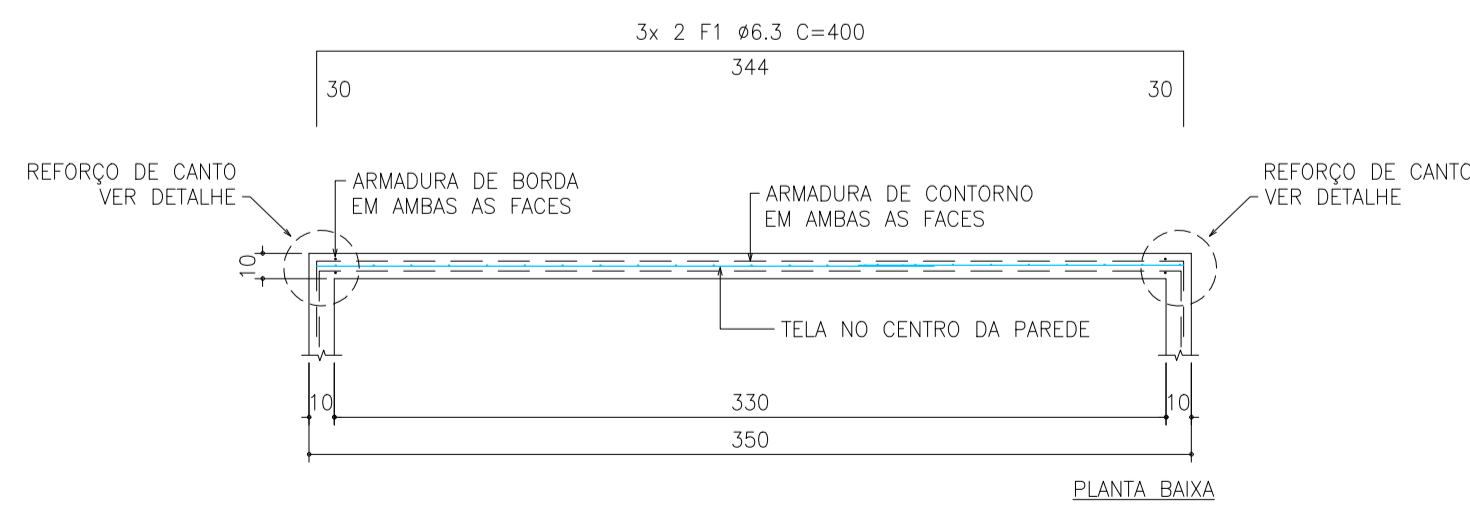 3x 2 F1 ø6.3 C=400
344
30
30
REFORÇO DE CANTO
VER DETALHE
ARMADURA DE BORDA
EM AMBAS AS FACES
ARMADURA DE CONTORNO
EM AMBAS AS FACES
REFORÇO DE CANTO
VER DETALHE
10
TELA NO CENTRO DA PAREDE
10
330
10
350
PLANTA BAIXA